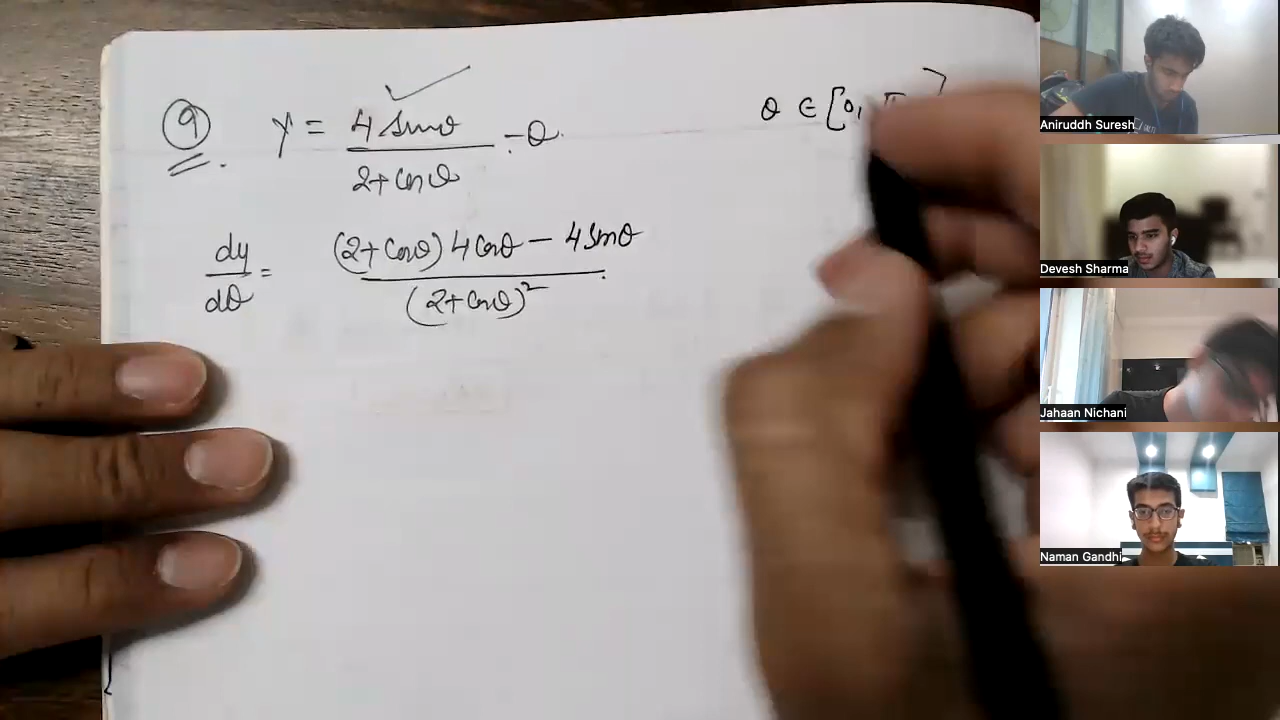 9. y = 4 sinθ / 2+cosθ - θ. θ ∈ [0,
dy/dθ = (2+cosθ) 4cosθ - 4sinθ / (2+cosθ)²
Aniruddh Suresh
Devesh Sharma
Jahaan Nichani
Naman Gandhi